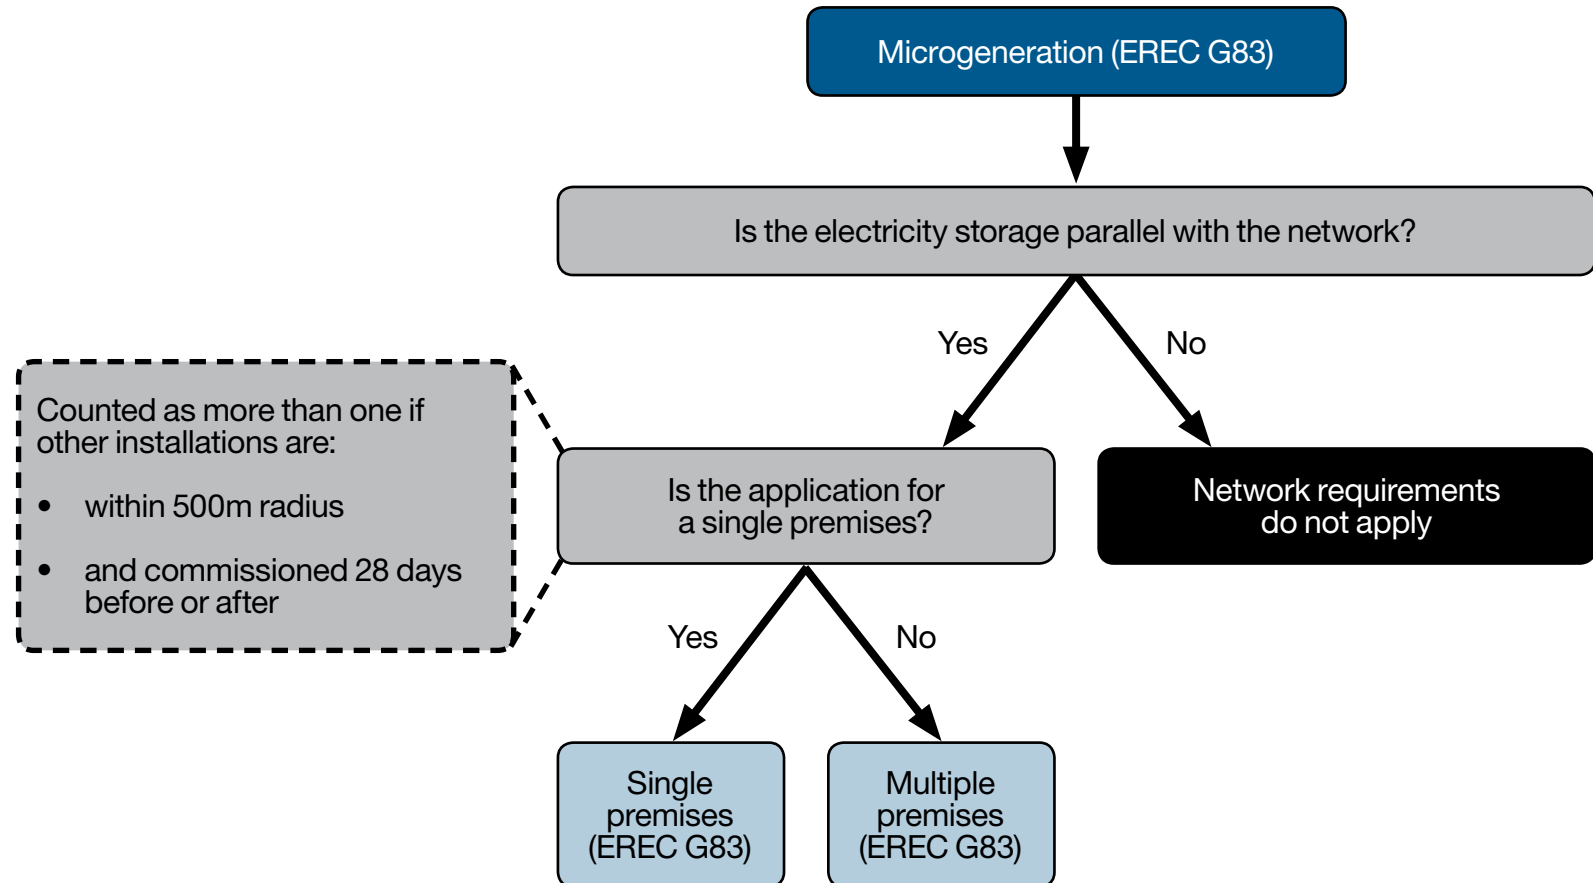 Microgeneration (EREC G83)
Is the electricity storage parallel with the network?
Yes
No
Counted as more than one if
other installations are:
• within 500m radius
• and commissioned 28 days
before or after
Is the application for
a single premises?
Network requirements
do not apply
Yes
No
Single
premises
(EREC G83)
Multiple
premises
(EREC G83)